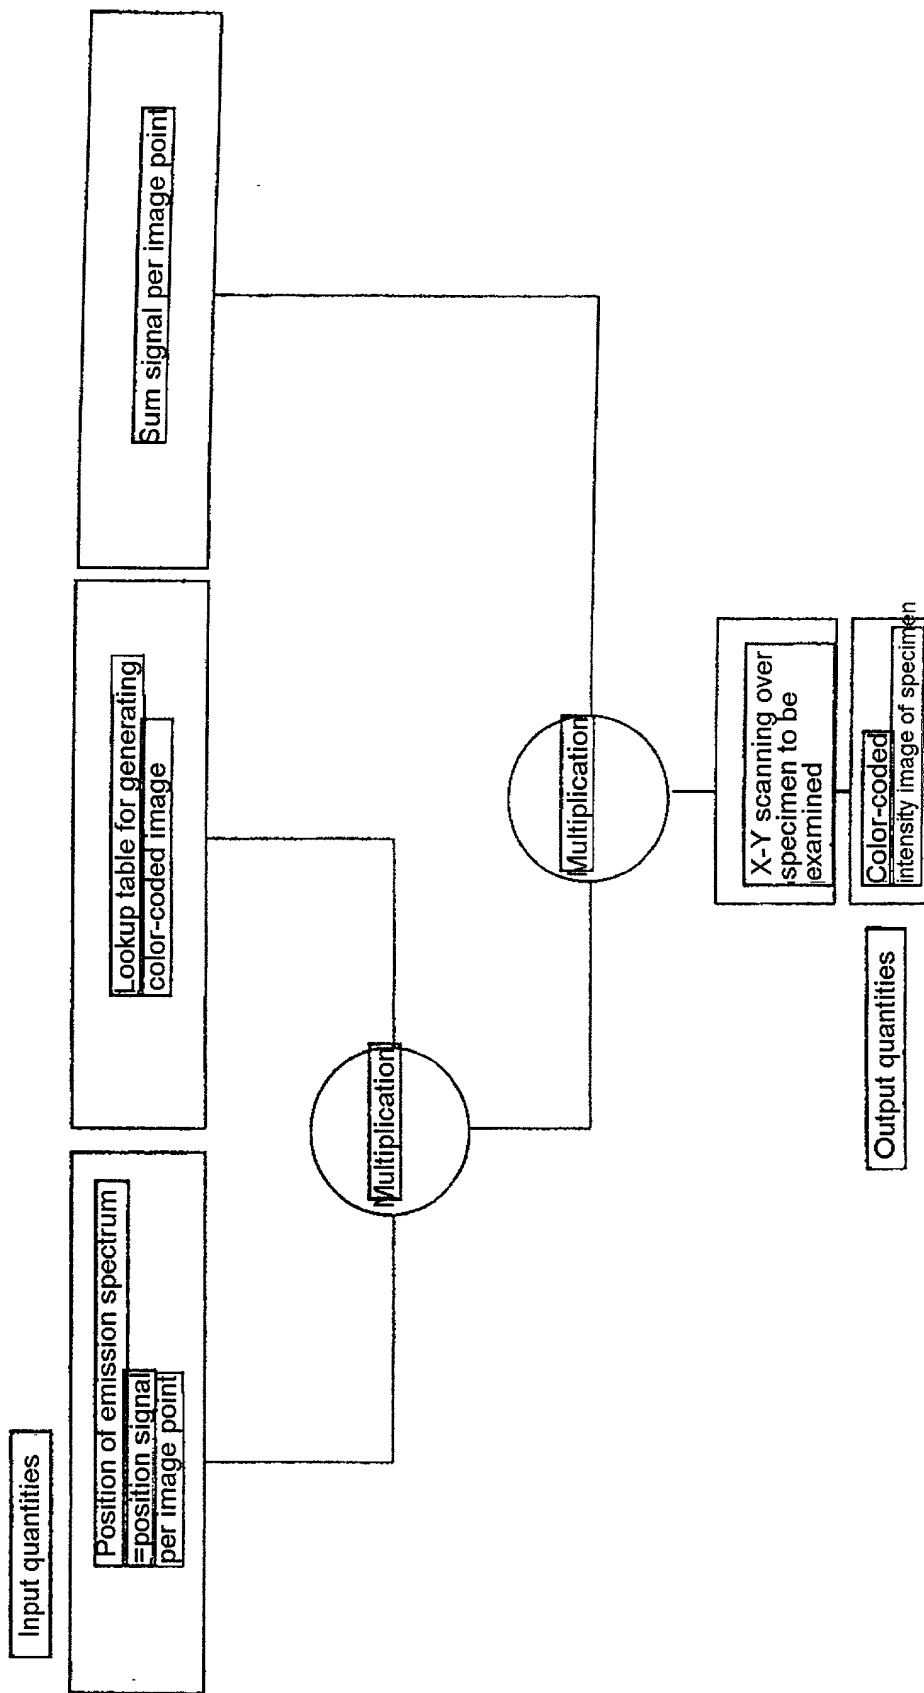 Input quantities
Position of emission spectrum
=position signal
per image point
Lookup table for generating
color-coded image
Sum signal per image point
Multiplication
Multiplication
X-Y scanning over
specimen to be
examined
Output quantities
Color-coded
intensity image of specimen